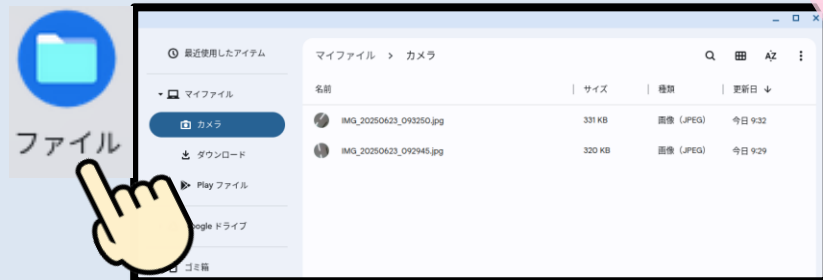 ファイル
最近使用したアイテム
マイファイル
カメラ
ダウンロード
Play ファイル
oogle ドライブ
ゴミ箱
マイファイル > カメラ
AZ
名前 サイズ 種類 更新日
IMG_20250623_093250.jpg 331 KB 画像（JPEG） 今日 9:32
IMG_20250623_092945.jpg 320 KB 画像（JPEG） 今日 9:29